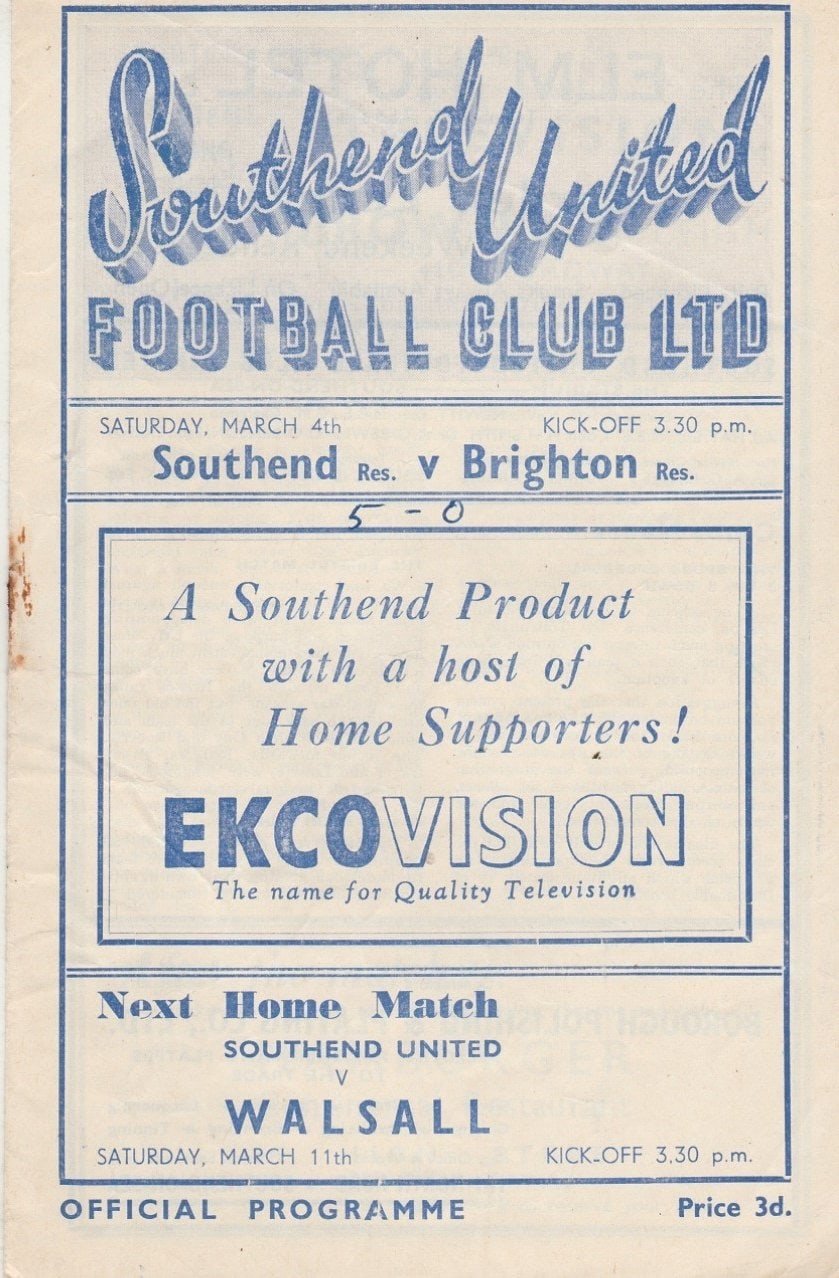 Southend United
FOOTBALL CLUB LTD
SATURDAY, MARCH 4th KICK-OFF 3.30 p.m.
Southend Res. v Brighton Res.
5 - 0
A Southend Product
with a host of
Home Supporters!
EKCOVISION
The name for Quality Television
Next Home Match
SOUTHEND UNITED
V
WALSALL
SATURDAY, MARCH 11th KICK-OFF 3.30 p.m.
OFFICIAL PROGRAMME Price 3d.